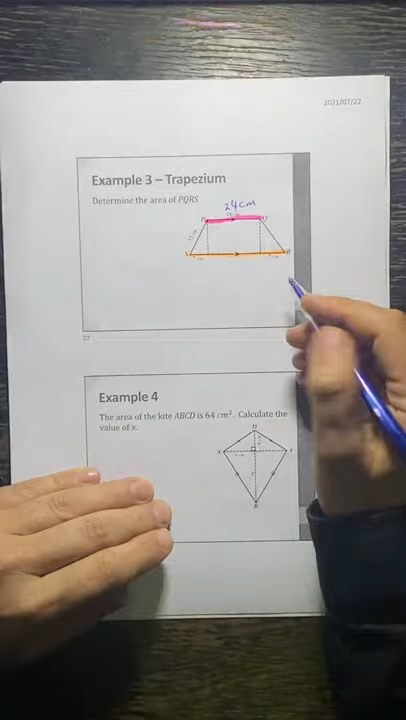 2021/07/22
Example 3 – Trapezium
Determine the area of PQRS
24cm
22
Example 4
The area of the kite ABCD is 64 cm². Calculate the
value of x.